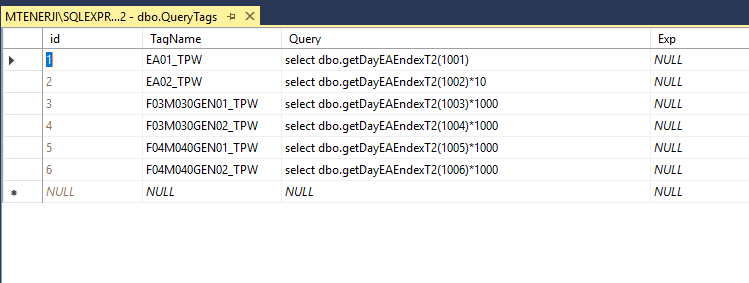 MTENERJI\SQLEXPR...2 - dbo.QueryTags
id TagName Query Exp
1 EA01_TPW select dbo.getDayEAEndexT2(1001) NULL
2 EA02_TPW select dbo.getDayEAEndexT2(1002)*10 NULL
3 F03M030GEN01_TPW select dbo.getDayEAEndexT2(1003)*1000 NULL
4 F03M030GEN02_TPW select dbo.getDayEAEndexT2(1004)*1000 NULL
5 F04M040GEN01_TPW select dbo.getDayEAEndexT2(1005)*1000 NULL
6 F04M040GEN02_TPW select dbo.getDayEAEndexT2(1006)*1000 NULL
NULL NULL NULL NULL